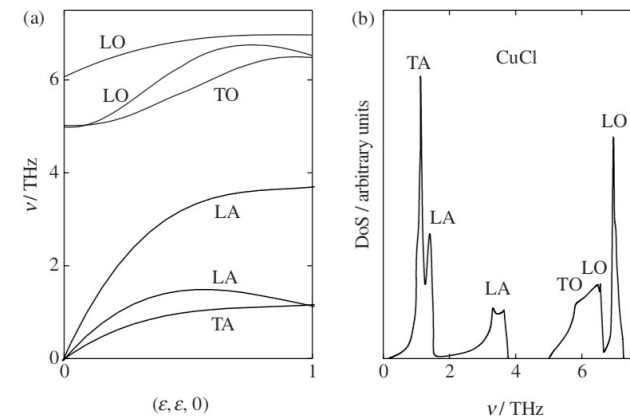 (a)
LO
LO
TO
LA
LA
TA
6
4
2
0
ν/ THz
0
1
(ε, ε, 0)
(b)
CuCl
TA
LA
LA
TO
LO
LO
DoS / arbitrary units
0
2
4
6
ν / THz